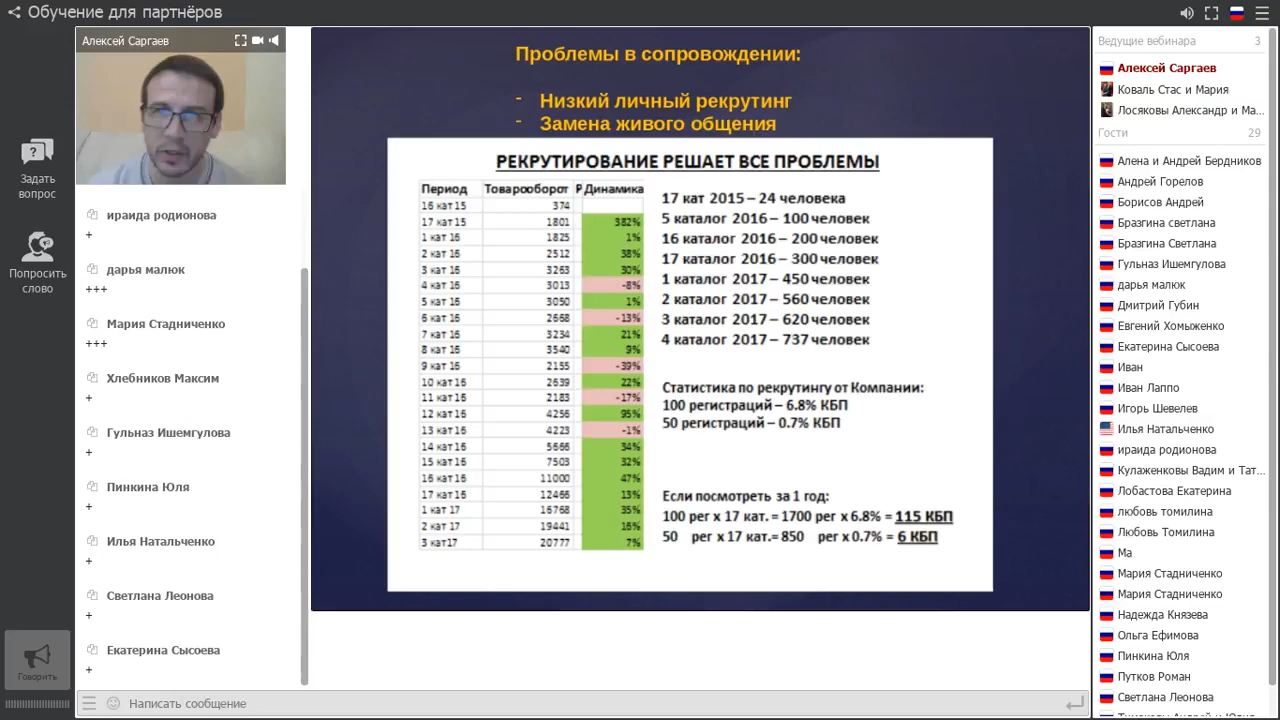 Обучение для партнёров
Алексей Саргаев
Задать
вопрос
Попросить
слово
Говорить
ираида родионова
+
дарья малюк
+++
Мария Стадниченко
+++
Хлебников Максим
+
Гульназ Ишемгулова
+
Пинкина Юля
+
Илья Натальченко
+
Светлана Леонова
+
Екатерина Сысоева
+
Написать сообщение
Проблемы в сопровождении:
- Низкий личный рекрутинг
- Замена живого общения
РЕКРУТИРОВАНИЕ РЕШАЕТ ВСЕ ПРОБЛЕМЫ
Период Товарооборот Р Динамика
16 кат 15 374
17 кат 15 1801 382%
1 кат 16 1825 1%
2 кат 16 2512 38%
3 кат 16 3263 30%
4 кат 16 3013 -8%
5 кат 16 3050 1%
6 кат 16 2668 -13%
7 кат 16 3234 21%
8 кат 16 3540 9%
9 кат 16 2155 -39%
10 кат 16 2639 22%
11 кат 16 2183 -17%
12 кат 16 4256 95%
13 кат 16 4223 -1%
14 кат 16 5666 34%
15 кат 16 7503 32%
16 кат 16 11000 47%
17 кат 16 12466 13%
1 кат 17 16768 35%
2 кат 17 19441 16%
3 кат17 20777 7%
17 кат 2015 – 24 человека
5 каталог 2016 – 100 человек
16 каталог 2016 – 200 человек
17 каталог 2016 – 300 человек
1 каталог 2017 – 450 человек
2 каталог 2017 – 560 человек
3 каталог 2017 – 620 человек
4 каталог 2017 – 737 человек
Статистика по рекрутингу от Компании:
100 регистраций – 6.8% КБП
50 регистраций – 0.7% КБП
Если посмотреть за 1 год:
100 рег х 17 кат. = 1700 рег х 6.8% = 115 КБП
50 рег х 17 кат.= 850 рег х 0.7% = 6 КБП
Ведущие вебинара 3
Алексей Саргаев
Коваль Стас и Мария
Лосяковы Александр и Ма...
Гости 29
Алена и Андрей Бердников
Андрей Горелов
Борисов Андрей
Бразгина светлана
Бразгина Светлана
Гульназ Ишемгулова
дарья малюк
Дмитрий Губин
Евгений Хомыженко
Екатерина Сысоева
Иван
Иван Лаппо
Игорь Шевелев
Илья Натальченко
ираида родионова
Кулаженковы Вадим и Тат...
Лобастова Екатерина
любовь томилина
Любовь Томилина
Ма
Мария Стадниченко
Мария Стадниченко
Надежда Князева
Ольга Ефимова
Пинкина Юля
Путков Роман
Светлана Леонова